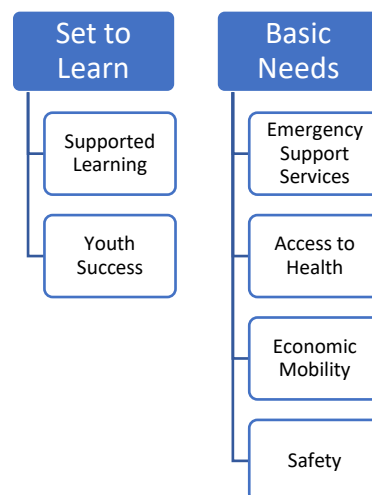 Set to
Learn
Supported
Learning
Youth
Success
Basic
Needs
Emergency
Support
Services
Access to
Health
Economic
Mobility
Safety